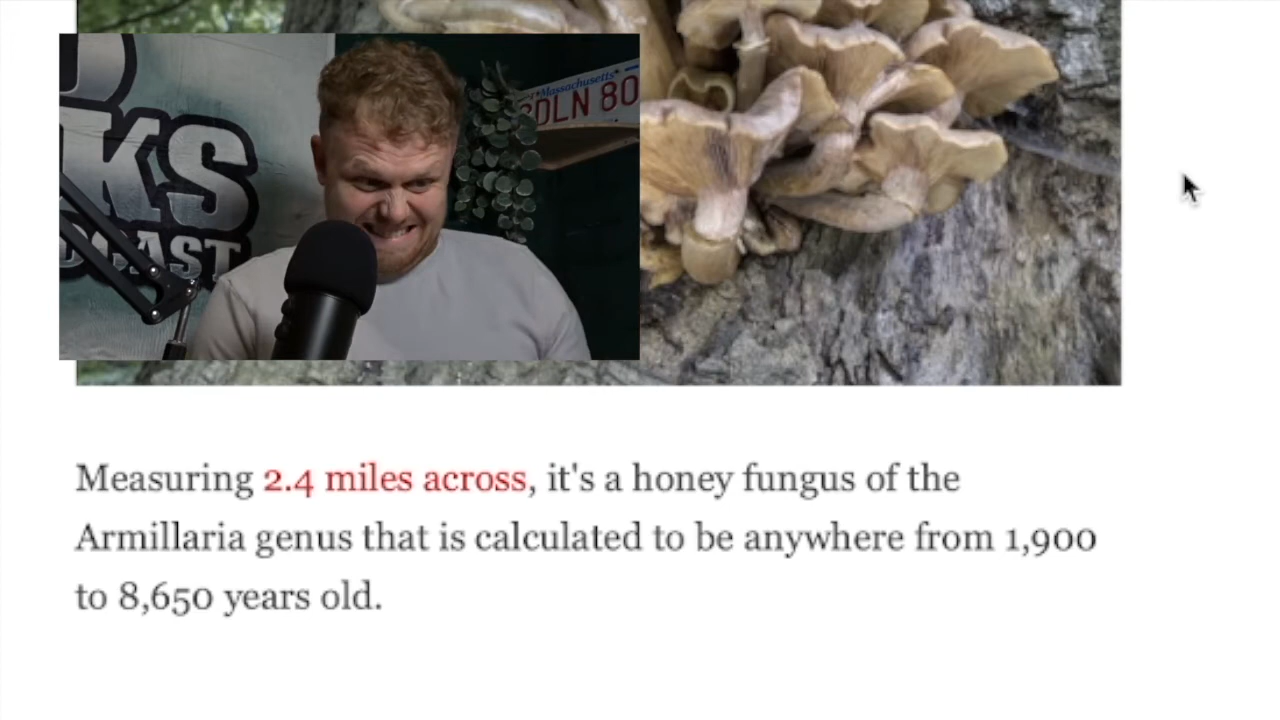 KS
Massachusetts
DLN 80
Measuring 2.4 miles across, it's a honey fungus of the
Armillaria genus that is calculated to be anywhere from 1,900
to 8,650 years old.